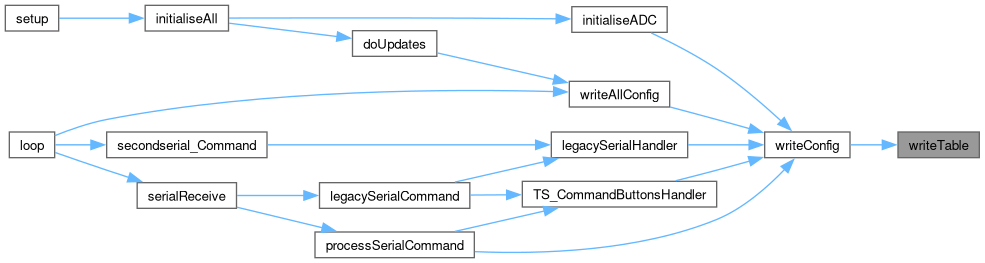 setup
initialiseAll
initialiseADC
doUpdates
writeAllConfig
loop
secondserial_Command
legacySerialHandler
writeConfig
writeTable
serialReceive
legacySerialCommand
TS_CommandButtonsHandler
processSerialCommand